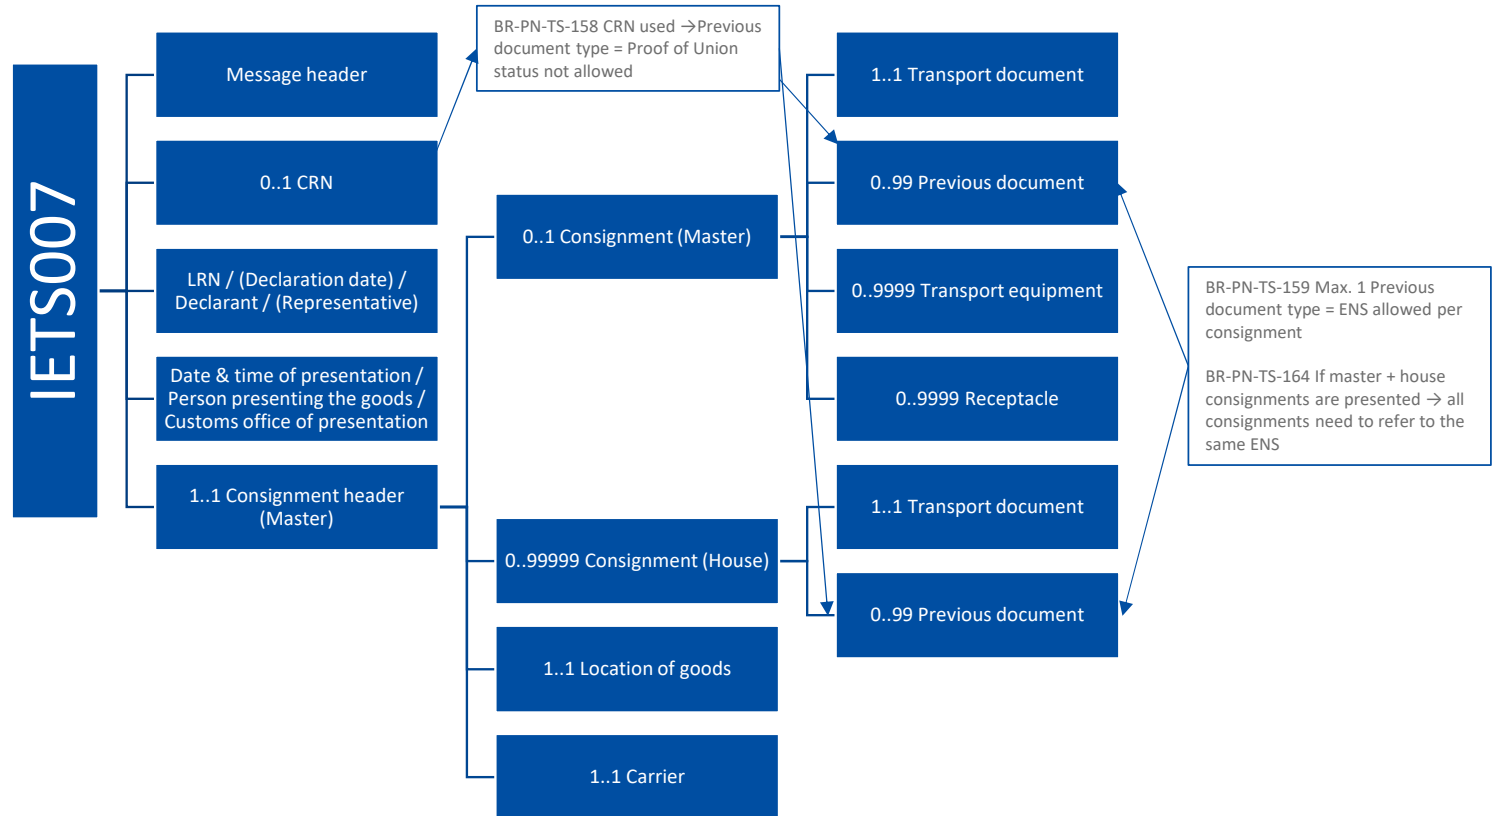 IETS007
Message header
0..1 CRN
LRN / (Declaration date) /
Declarant / (Representative)
Date & time of presentation /
Person presenting the goods /
Customs office of presentation
1..1 Consignment header
(Master)
BR-PN-TS-158 CRN used →Previous
document type = Proof of Union
status not allowed
0..1 Consignment (Master)
0..99999 Consignment (House)
1..1 Location of goods
1..1 Carrier
1..1 Transport document
0..99 Previous document
0..9999 Transport equipment
0..9999 Receptacle
1..1 Transport document
0..99 Previous document
BR-PN-TS-159 Max. 1 Previous
document type = ENS allowed per
consignment
BR-PN-TS-164 If master + house
consignments are presented → all
consignments need to refer to the
same ENS